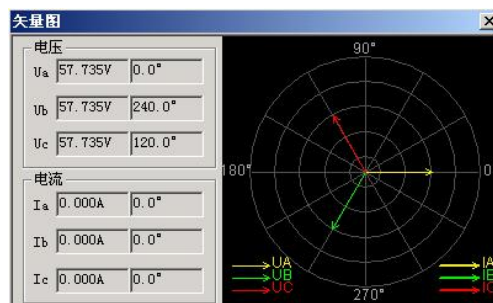 矢量图
电压
Ua 57.735V 0.0°
Ub 57.735V 240.0°
Uc 57.735V 120.0°
电流
Ia 0.000A 0.0°
Ib 0.000A 0.0°
Ic 0.000A 0.0°
90°
180°
0
UA
UB
UC
270°
IA
IB
IC